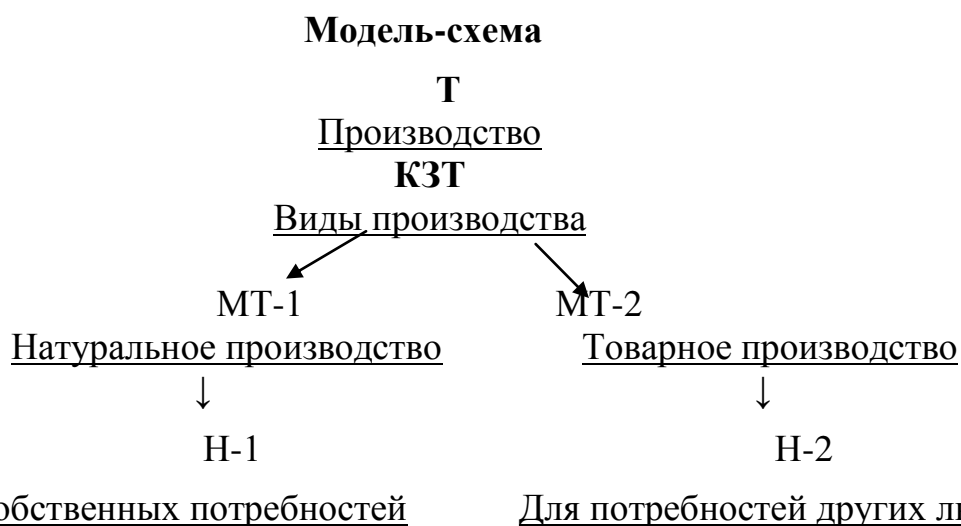 Модель-схема
Т
Производство
КЗТ
Виды производства
МТ-1 МТ-2
Натуральное производство Товарное производство
↓ ↓
Н-1 Н-2
собственных потребностей Для потребностей других